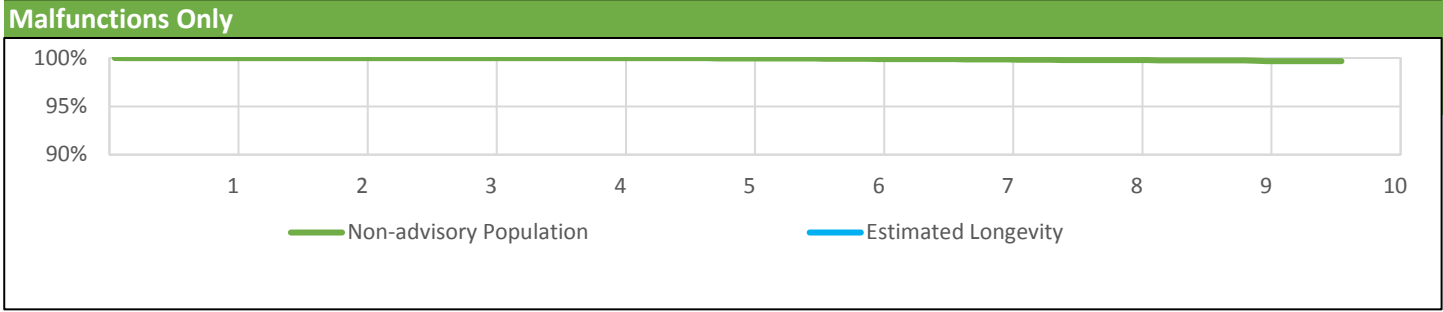 Malfunctions Only
100%
95%
90%
1 2 3 4 5 6 7 8 9 10
Non-advisory Population Estimated Longevity